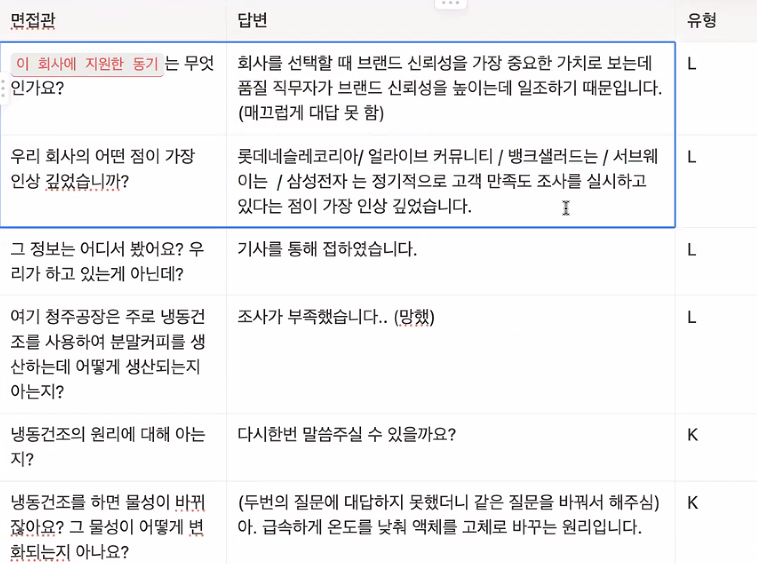 면접관
답변
유형
이 회사에 지원한 동기는 무엇
인가요?
회사를 선택할 때 브랜드 신뢰성을 가장 중요한 가치로 보는데
품질 직무자가 브랜드 신뢰성을 높이는데 일조하기 때문입니다.
(매끄럽게 대답 못 함)
L
우리 회사의 어떤 점이 가장
인상 깊었습니까?
롯데네슬레코리아/ 얼라이브 커뮤니티 / 뱅크샐러드는 / 서브웨
이는 / 삼성전자 는 정기적으로 고객 만족도 조사를 실시하고
있다는 점이 가장 인상 깊었습니다.
L
그 정보는 어디서 봤어요? 우
리가 하고 있는게 아닌데?
기사를 통해 접하였습니다.
L
여기 청주공장은 주로 냉동건
조를 사용하여 분말커피를 생
산하는데 어떻게 생산되는지
아는지?
조사가 부족했습니다.. (망했)
L
냉동건조의 원리에 대해 아는
지?
다시한번 말씀주실 수 있을까요?
K
냉동건조를 하면 물성이 바뀌
잖아요? 그 물성이 어떻게 변
화되는지 아나요?
(두번의 질문에 대답하지 못했더니 같은 질문을 바꿔서 해주심)
아. 급속하게 온도를 낮춰 액체를 고체로 바꾸는 원리입니다.
K